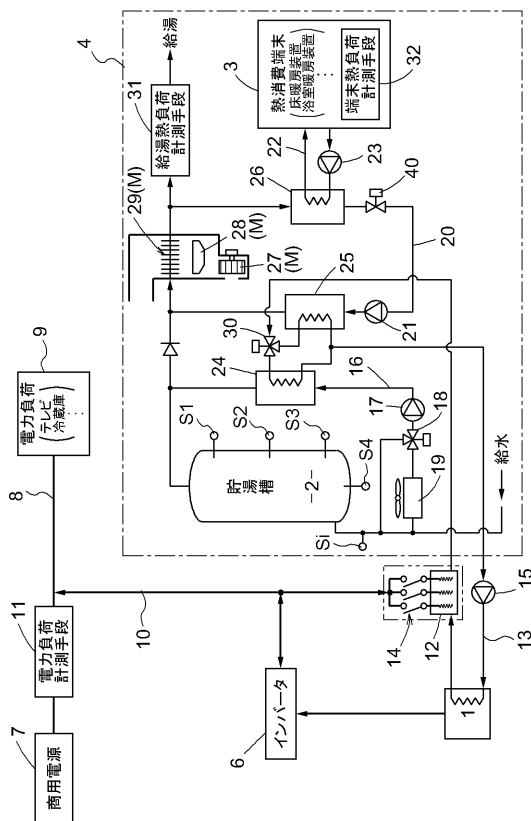 商用電源
7
電力負荷
計測手段
11
8
9
電力負荷
(テレビ
冷蔵庫
⋮)
10
インバータ
6
14
12
1
15
13
4
給湯
31
給湯熱負荷
計測手段
29(M)
28
(M)
27(M)
3
熱消費端末
(床暖房装置
浴室暖房装置
⋮)
端末熱負荷
計測手段
32
22
23
26
40
20
25
21
30
24
16
17
18
19
S1
S2
S3
S4
貯湯槽
-2-
Si
給水